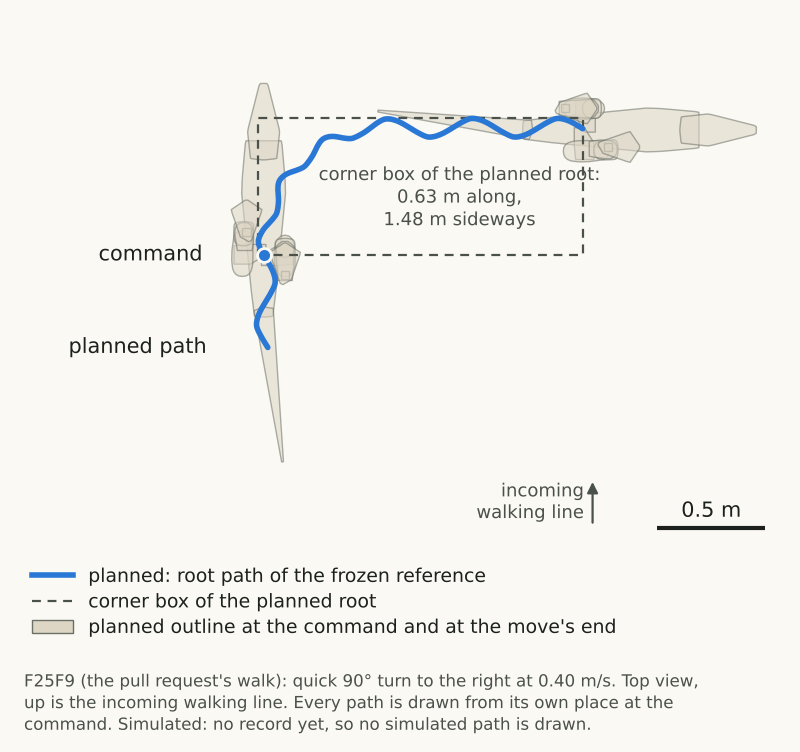 corner box of the planned root:
0.63 m along,
1.48 m sideways
command
planned path
incoming
walking line
0.5 m
planned: root path of the frozen reference
corner box of the planned root
planned outline at the command and at the move's end
F25F9 (the pull request's walk): quick 90° turn to the right at 0.40 m/s. Top view,
up is the incoming walking line. Every path is drawn from its own place at the
command. Simulated: no record yet, so no simulated path is drawn.